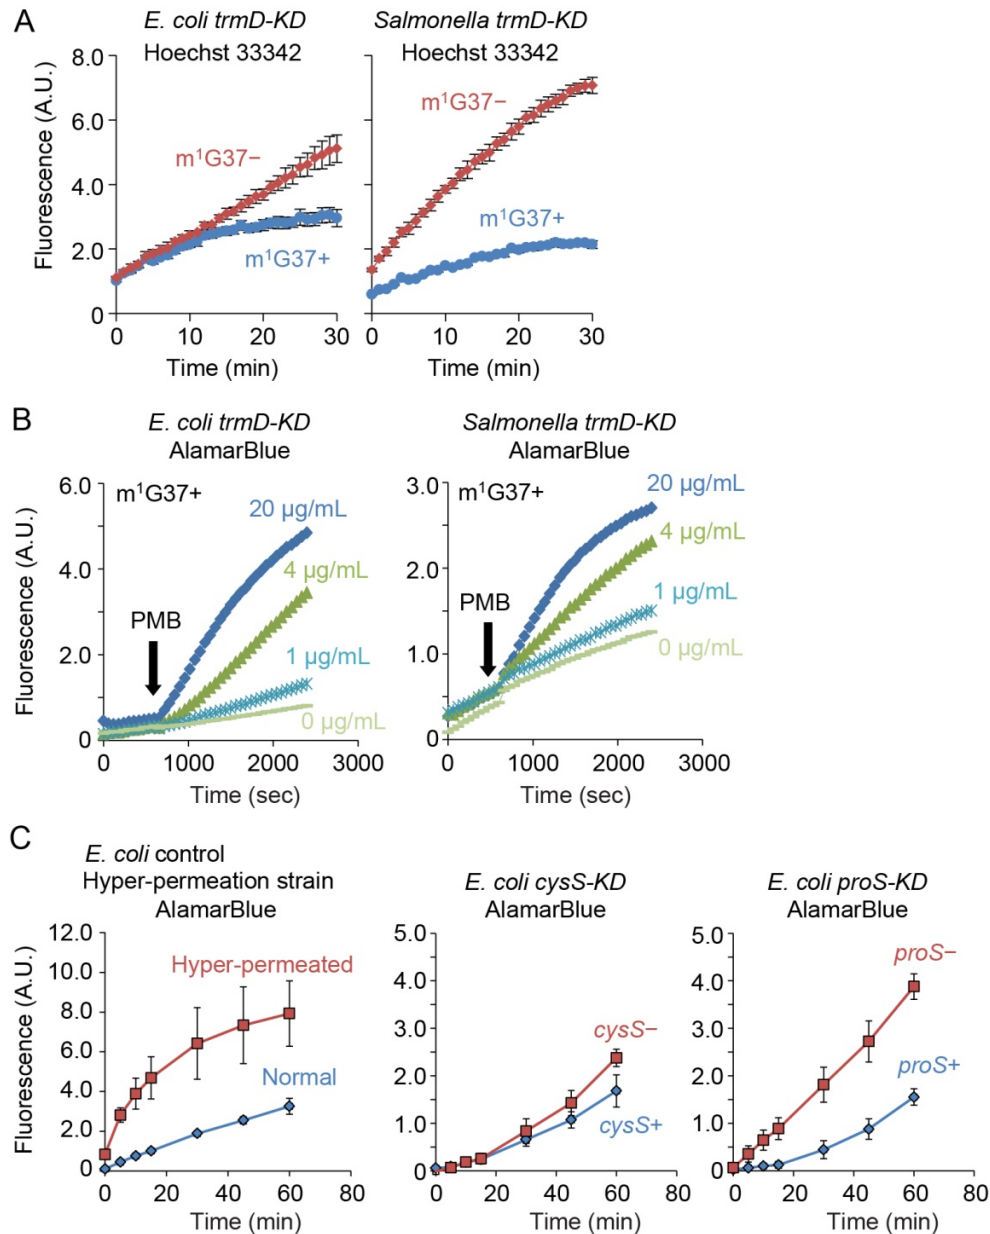 A
E. coli trmD-KD
Hoechst 33342
Salmonella trmD-KD
Hoechst 33342
Fluorescence (A.U.)
8.0
6.0
4.0
2.0
0
m¹G37−
m¹G37+
m¹G37−
m¹G37+
0 10 20 30
0 10 20 30
Time (min)
Time (min)
B
E. coli trmD-KD
AlamarBlue
Salmonella trmD-KD
AlamarBlue
Fluorescence (A.U.)
6.0
4.0
2.0
0
m¹G37+
20 µg/mL
4 µg/mL
PMB
1 µg/mL
0 µg/mL
0 1000 2000 3000
Time (sec)
3.0
2.0
1.0
0
m¹G37+
20 µg/mL
4 µg/mL
PMB
1 µg/mL
0 µg/mL
0 1000 2000 3000
Time (sec)
C
E. coli control
Hyper-permeation strain
AlamarBlue
Fluorescence (A.U.)
12.0
10.0
8.0
6.0
4.0
2.0
0
Hyper-permeated
Normal
0 20 40 60 80
Time (min)
E. coli cysS-KD
AlamarBlue
5.0
4.0
3.0
2.0
1.0
0
cysS−
cysS+
0 20 40 60 80
Time (min)
E. coli proS-KD
AlamarBlue
5.0
4.0
3.0
2.0
1.0
0
proS−
proS+
0 20 40 60 80
Time (min)